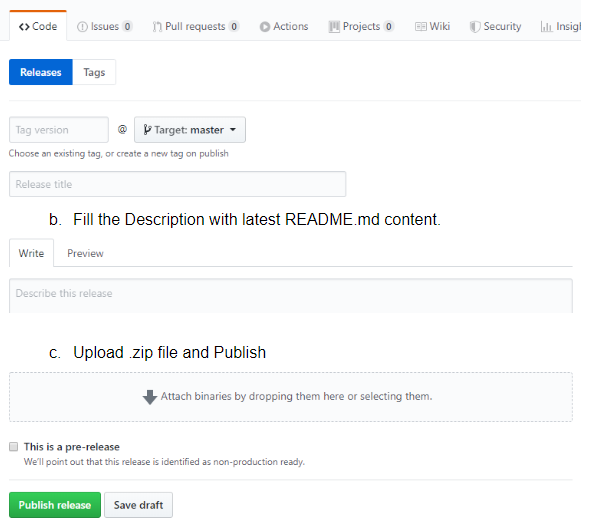 Code Issues 0 Pull requests 0 Actions Projects 0 Wiki Security Insigh
Releases Tags
Tag version @ Target: master
Choose an existing tag, or create a new tag on publish
Release title
b. Fill the Description with latest README.md content.
Write Preview
Describe this release
c. Upload .zip file and Publish
Attach binaries by dropping them here or selecting them.
This is a pre-release
We'll point out that this release is identified as non-production ready.
Publish release Save draft